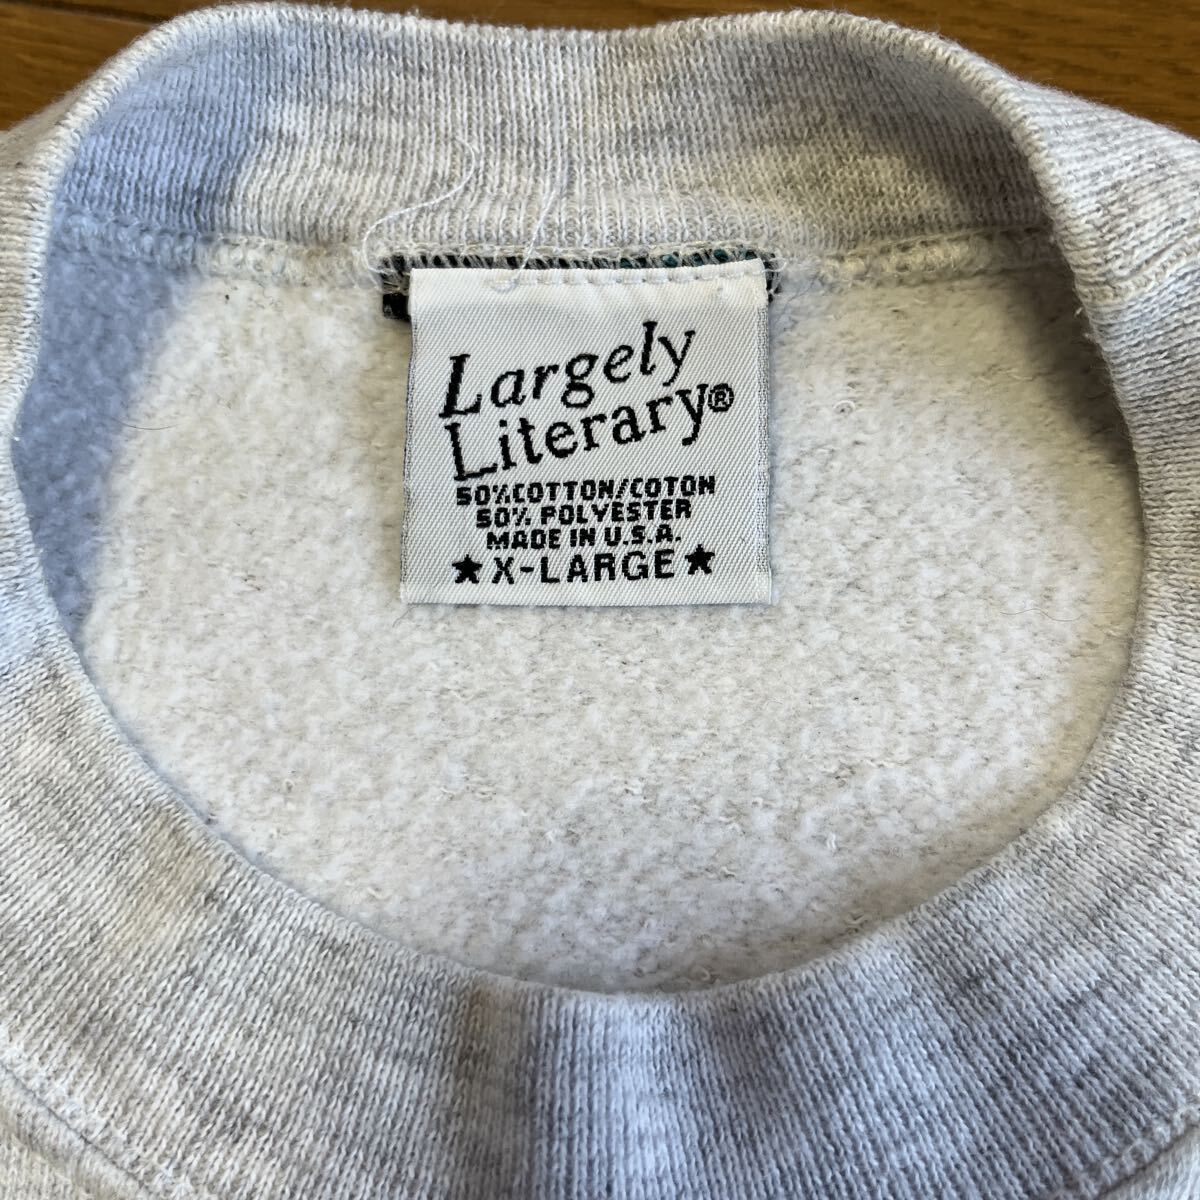 Largely
Literary®
50%COTTON/COTON
50% POLYESTER
MADE IN U.S.A.
★ X-LARGE ★